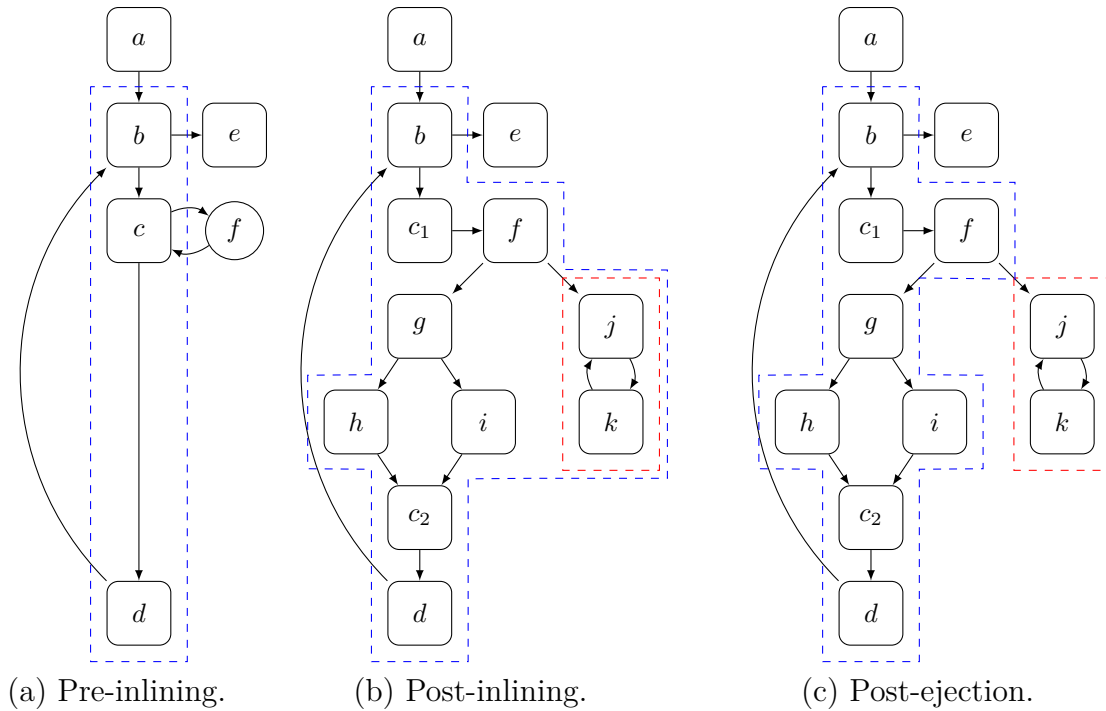 a a a
b e b e b e
c f c₁ f c₁ f
g j g j
h i k h i k
c₂ c₂
d d d
(a) Pre-inlining. (b) Post-inlining. (c) Post-ejection.